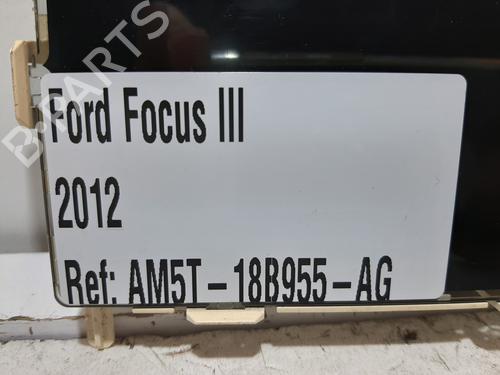 B-PARTS
Ford Focus III
2012
Ref: AM5T-18B955-AG